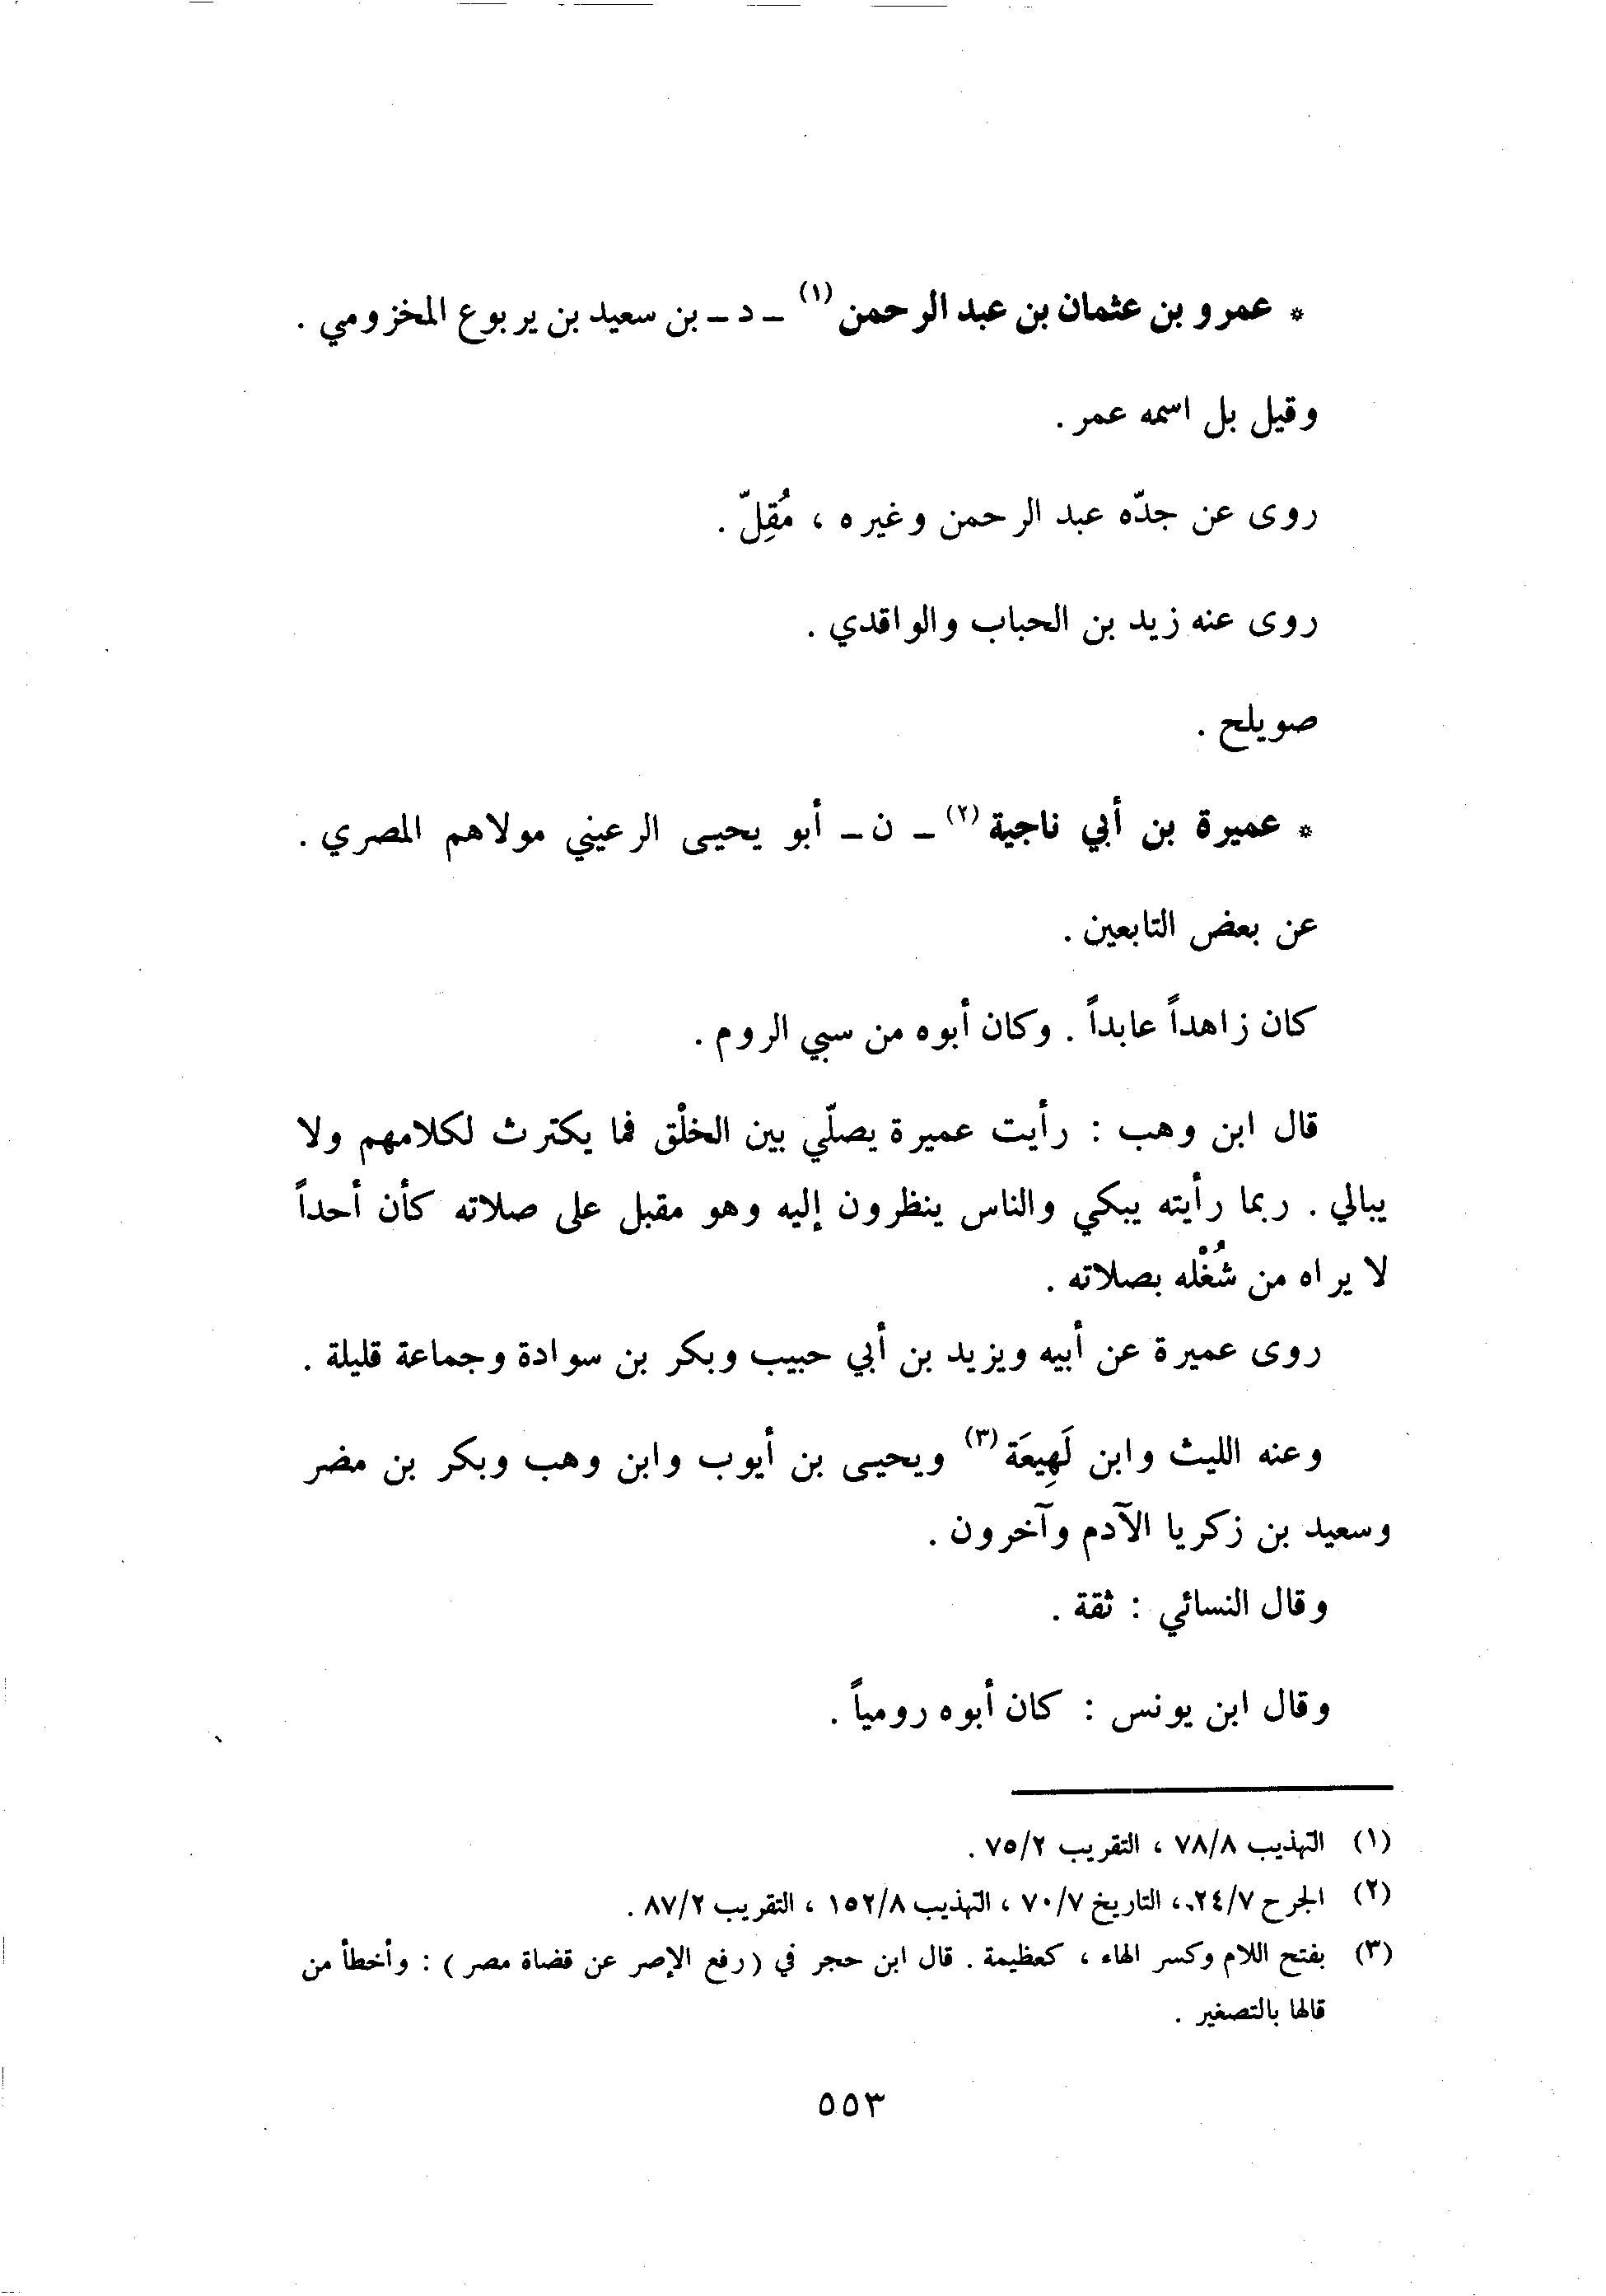 * عمرو بن عثمان بن عبد الرحمن (١) ـ د ـ بن سعيد بن يربوع المخزومي .
وقيل بل اسمه عمر .
روى عن جدّه عبد الرحمن وغيره ، مُقِلّ .
روى عنه زيد بن الحباب والواقدي .
صويلح .
* عميرة بن أبي ناجية (٢) ـ ن ـ أبو يحيى الرعيني مولاهم المصري .
عن بعض التابعين .
كان زاهداً عابداً . وكان أبوه من سبي الروم .
قال ابن وهب : رأيت عميرة يصلّي بين الخلْق فما يكترث لكلامهم ولا
يبالي . ربما رأيته يبكي والناس ينظرون إليه وهو مقبل على صلاته كأن أحداً
لا يراه من شُغْله بصلاته .
روى عميرة عن أبيه ويزيد بن أبي حبيب وبكر بن سوادة وجماعة قليلة .
وعنه الليث وابن لَهِيعَة (٣) ويحيى بن أيوب وابن وهب وبكر بن مضر
وسعيد بن زكريا الآدم وآخرون .
وقال النسائي : ثقة .
وقال ابن يونس : كان أبوه رومياً .
(١) التهذيب ٧٨/٨ ، التقريب ٧٥/٢ .
(٢) الجرح ٢٤/٧ ، التاريخ ٧٠/٧ ، التهذيب ١٥٢/٨ ، التقريب ٨٧/٢ .
(٣) بفتح اللام وكسر الهاء ، كعظيمة . قال ابن حجر في (رفع الإصر عن قضاة مصر) : وأخطأ من
قالها بالتصغير .
٥٥٣